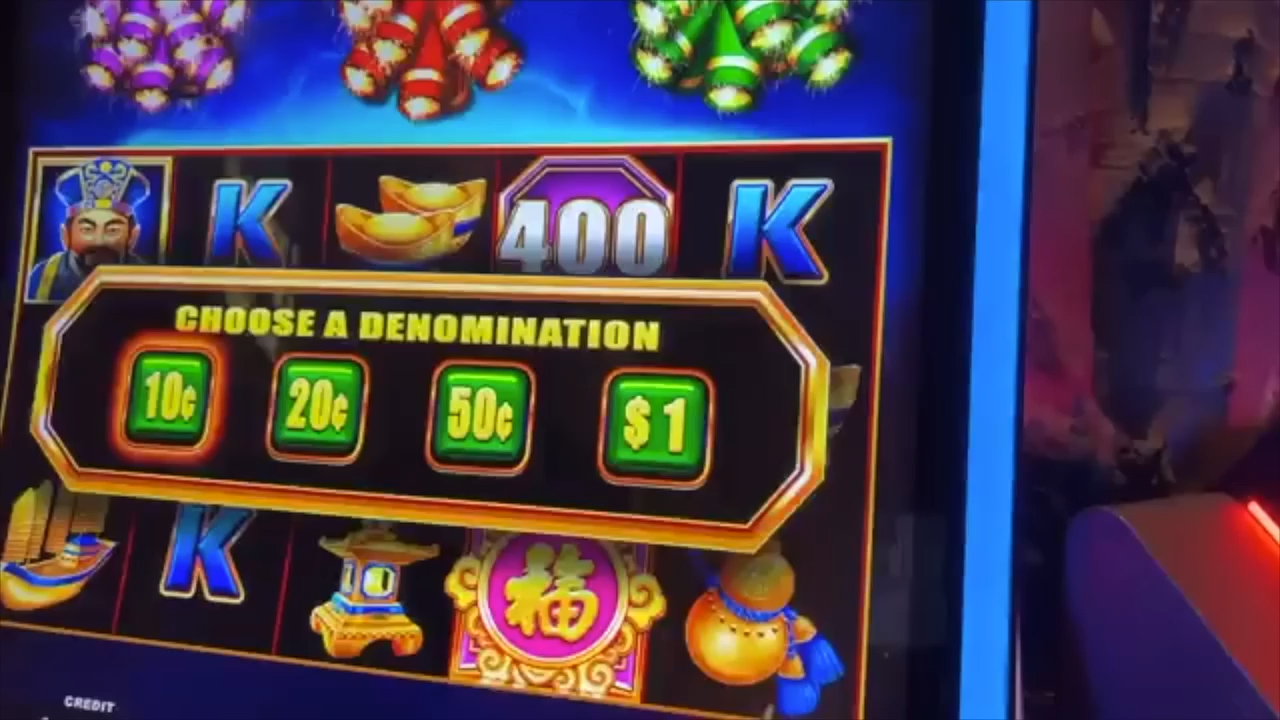 K
400
K
CHOOSE A DENOMINATION
10¢ 20¢ 50¢ $1
K
福
CREDIT